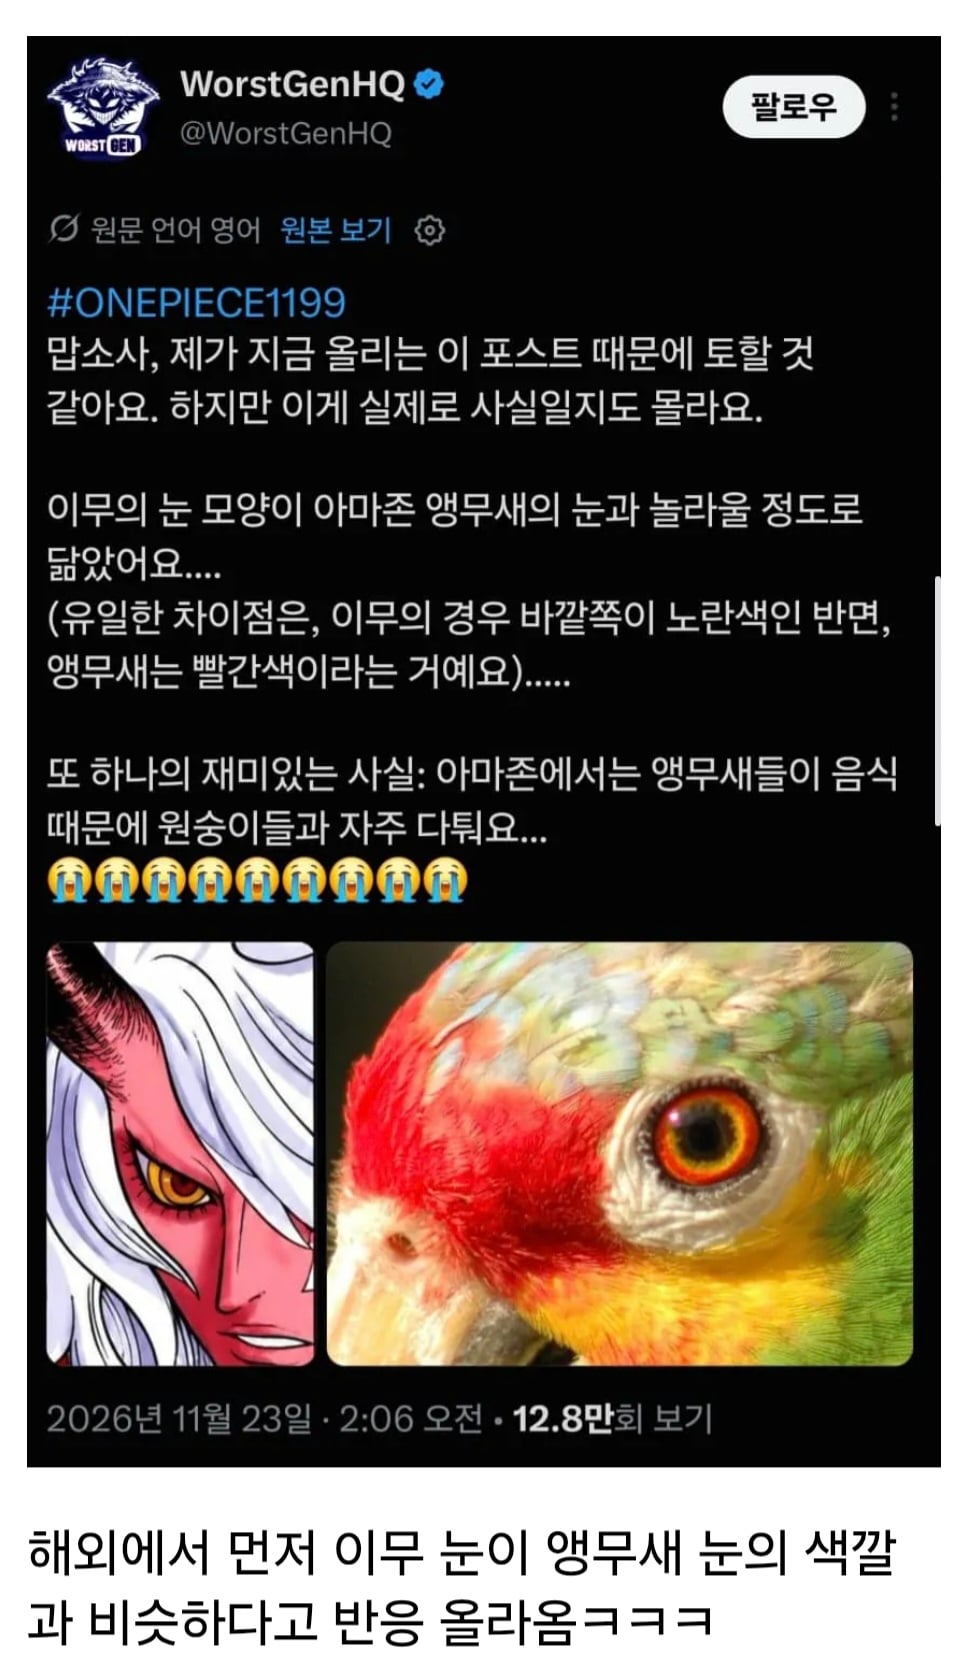 WorstGenHQ
@WorstGenHQ
팔로우
WORST GEN
원문 언어 영어 원본 보기
#ONEPIECE1199
맙소사, 제가 지금 올리는 이 포스트 때문에 토할 것
같아요. 하지만 이게 실제로 사실일지도 몰라요.
이무의 눈 모양이 아마존 앵무새의 눈과 놀라울 정도로
닮았어요....
(유일한 차이점은, 이무의 경우 바깥쪽이 노란색인 반면,
앵무새는 빨간색이라는 거예요).....
또 하나의 재미있는 사실: 아마존에서는 앵무새들이 음식
때문에 원숭이들과 자주 다퉈요...
😭😭😭😭😭😭😭😭😭
2026년 11월 23일 · 2:06 오전 • 12.8만회 보기
해외에서 먼저 이무 눈이 앵무새 눈의 색깔
과 비슷하다고 반응 올라옴ㅋㅋㅋ